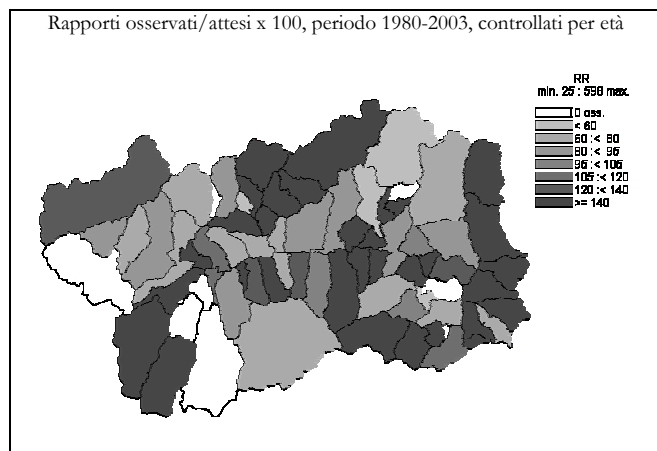 Rapporti osservati/attesi x 100, periodo 1980-2003, controllati per età
RR
min. 25 : 598 max.
0 oss.
< 60
60 :< 80
80 :< 95
95 :< 105
105 :< 120
120 :< 140
>= 140